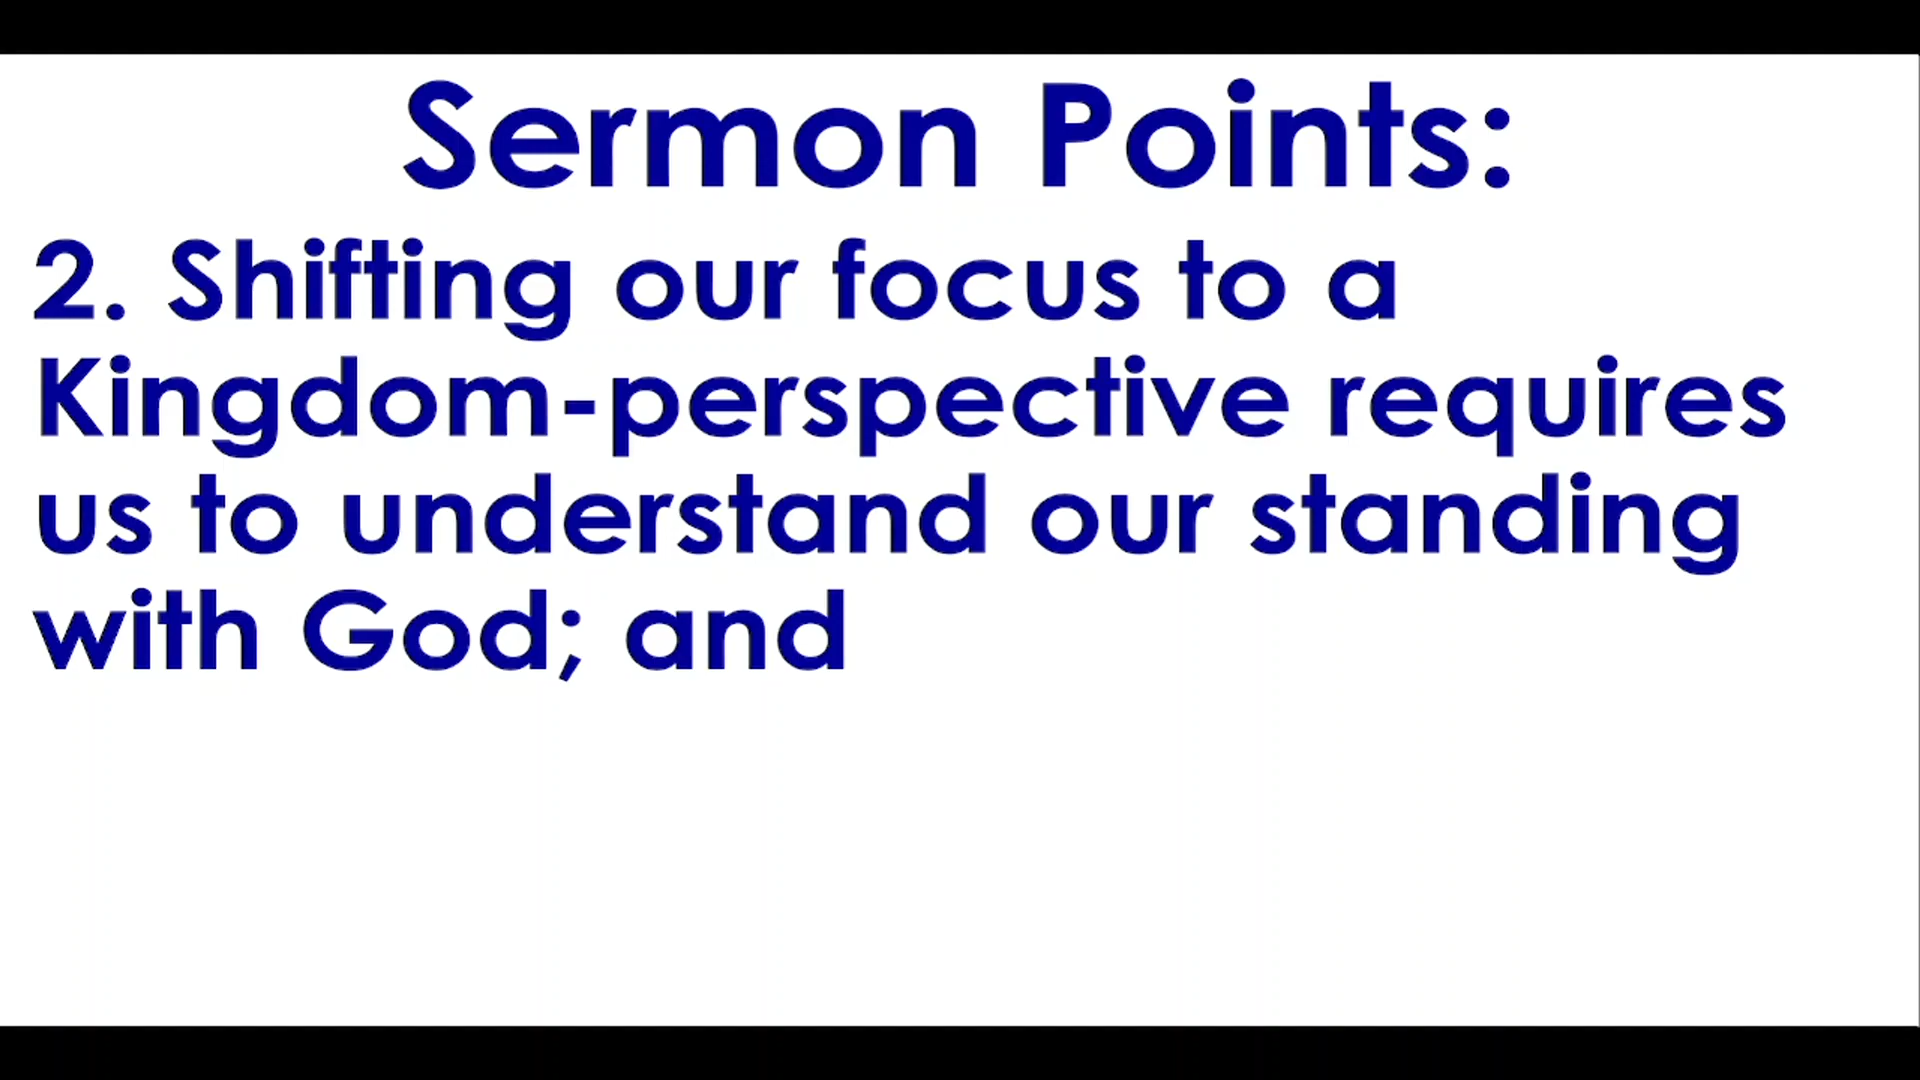 Sermon Points:
2. Shifting our focus to a
Kingdom-perspective requires
us to understand our standing
with God; and